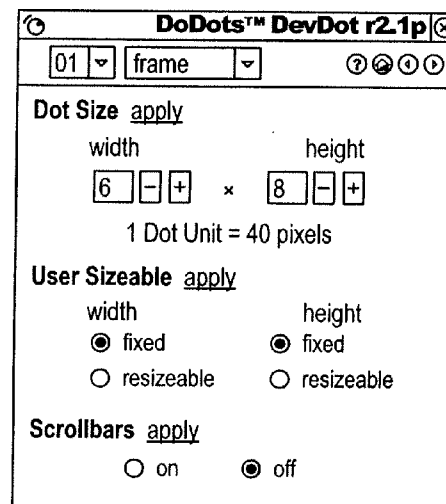 DoDots™ DevDot r2.1p
01 frame
Dot Size apply
width height
6 - + × 8 - +
1 Dot Unit = 40 pixels
User Sizeable apply
width height
fixed fixed
resizeable resizeable
Scrollbars apply
on off